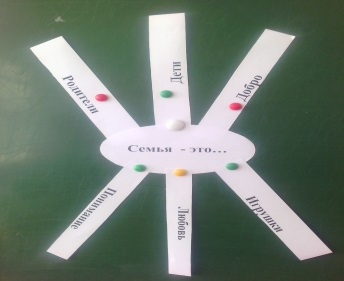 Родители
Дети
Добро
Семья - это...
Понимание
Любовь
Игрушки